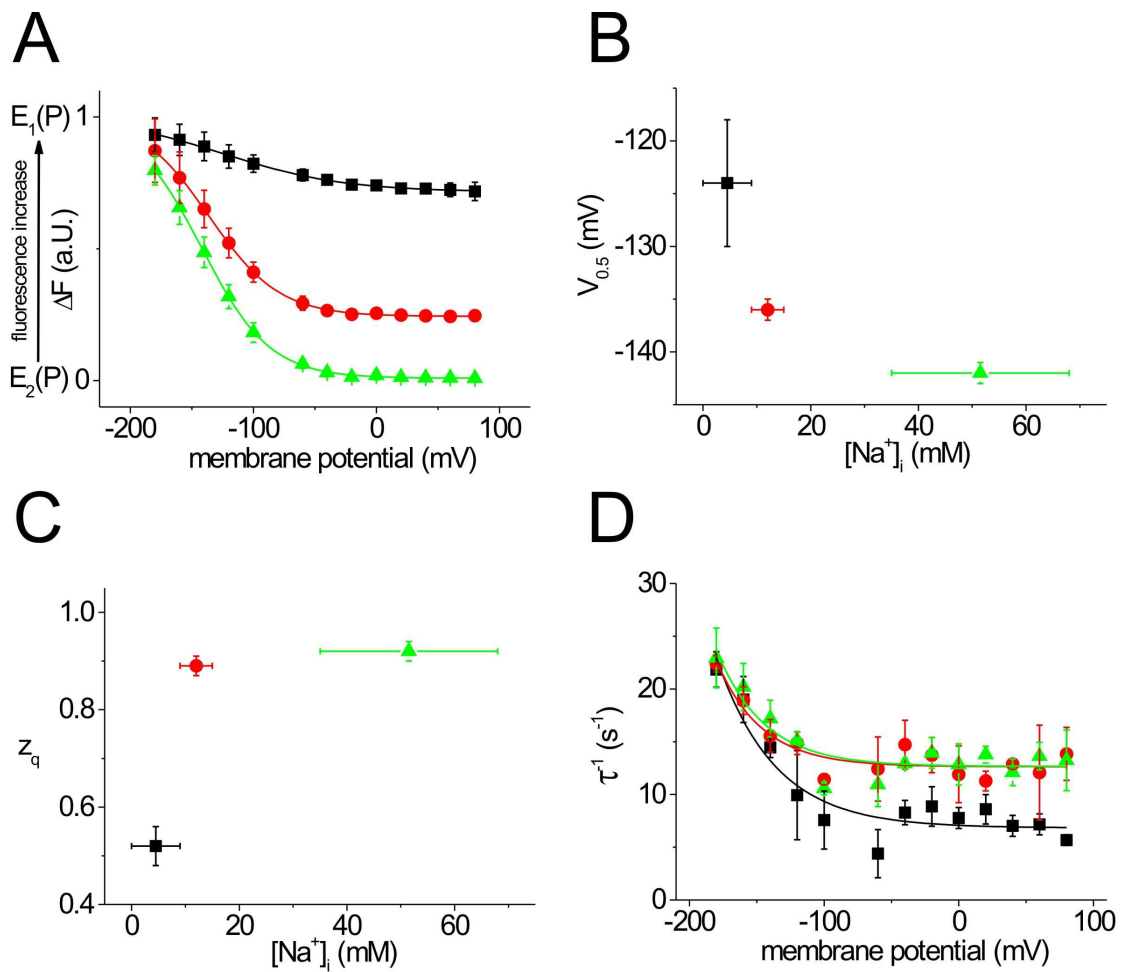 A
E₁(P)
1
0
E₂(P)
fluorescence increase
ΔF (a.U.)
-200 -100 0 100
membrane potential (mV)
B
-120
-130
-140
V₀.₅ (mV)
0 20 40 60
[Na⁺]ᵢ (mM)
C
1.0
0.8
0.6
0.4
z_q
0 20 40 60
[Na⁺]ᵢ (mM)
D
30
20
10
0
τ⁻¹ (s⁻¹)
-200 -100 0 100
membrane potential (mV)